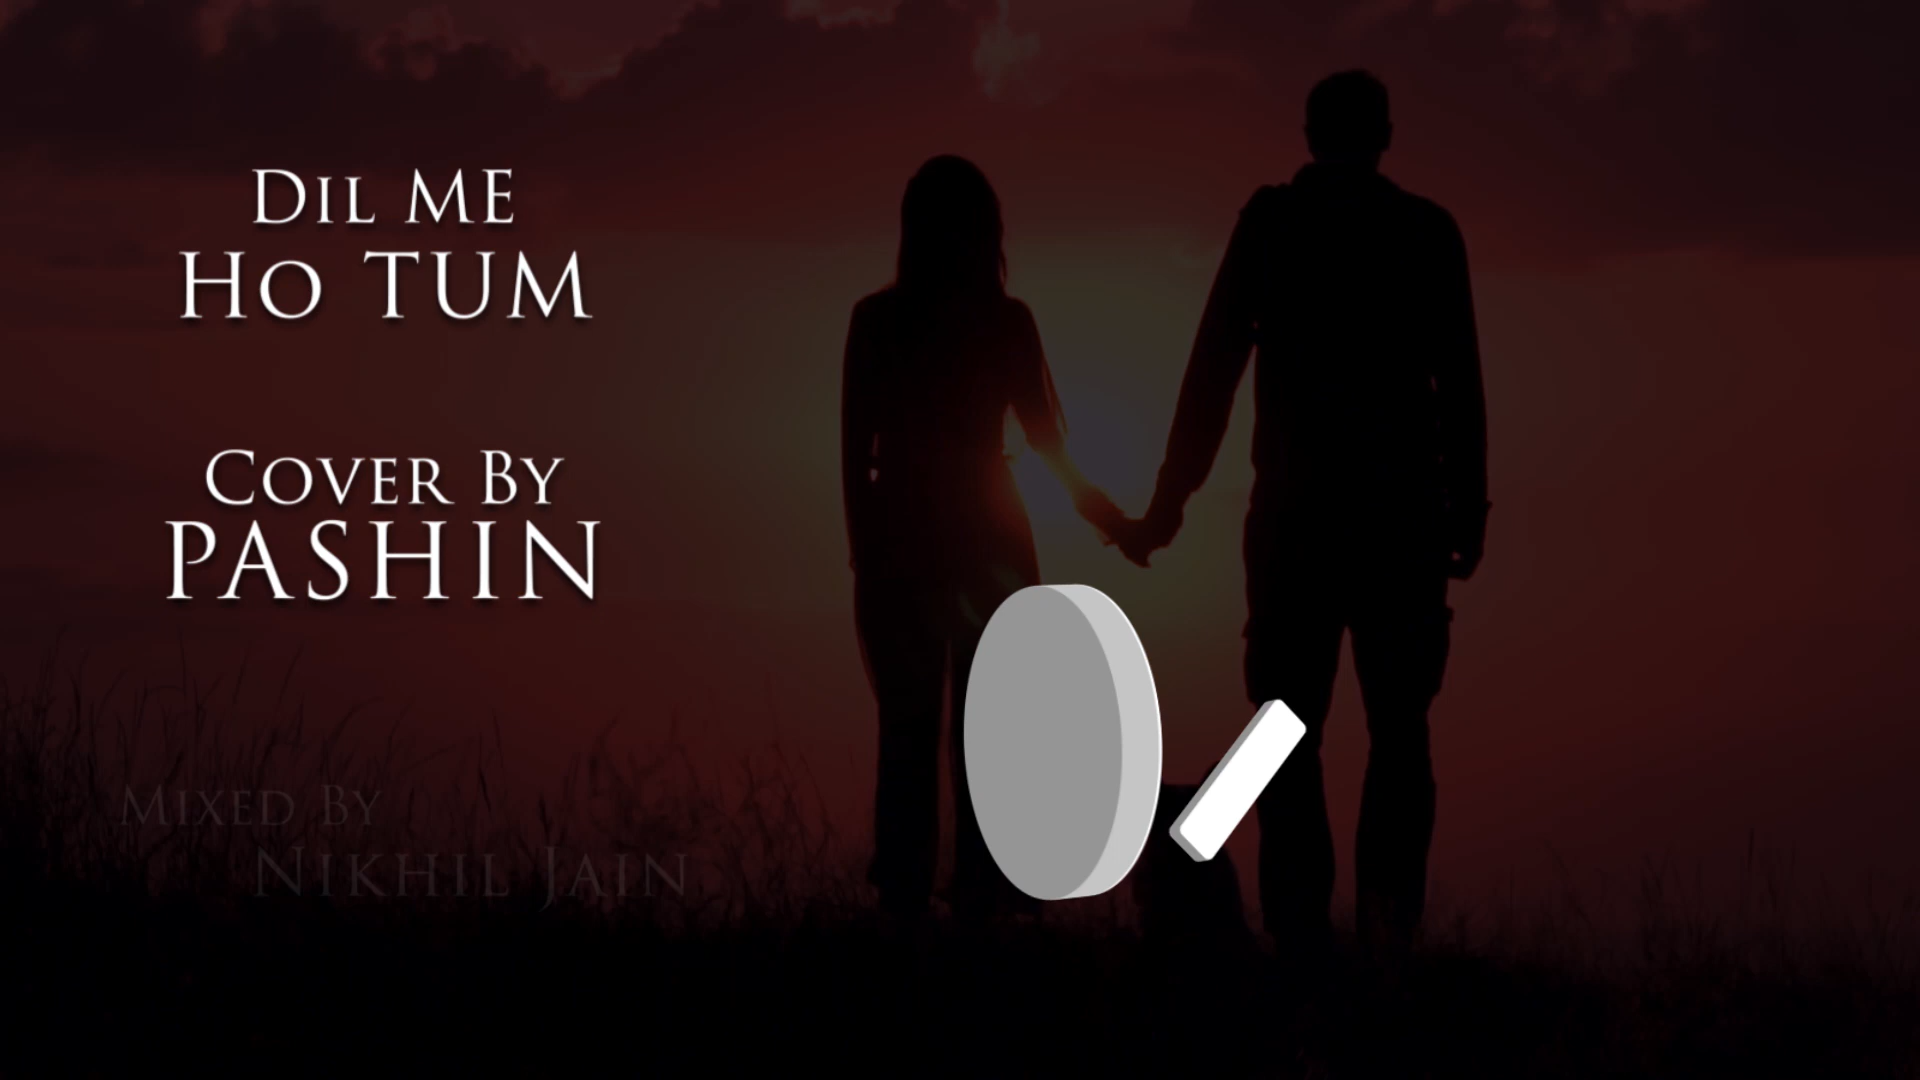 Dil ME
Ho TUM
Cover By
PASHIN
Mixed By
Nikhil Jain